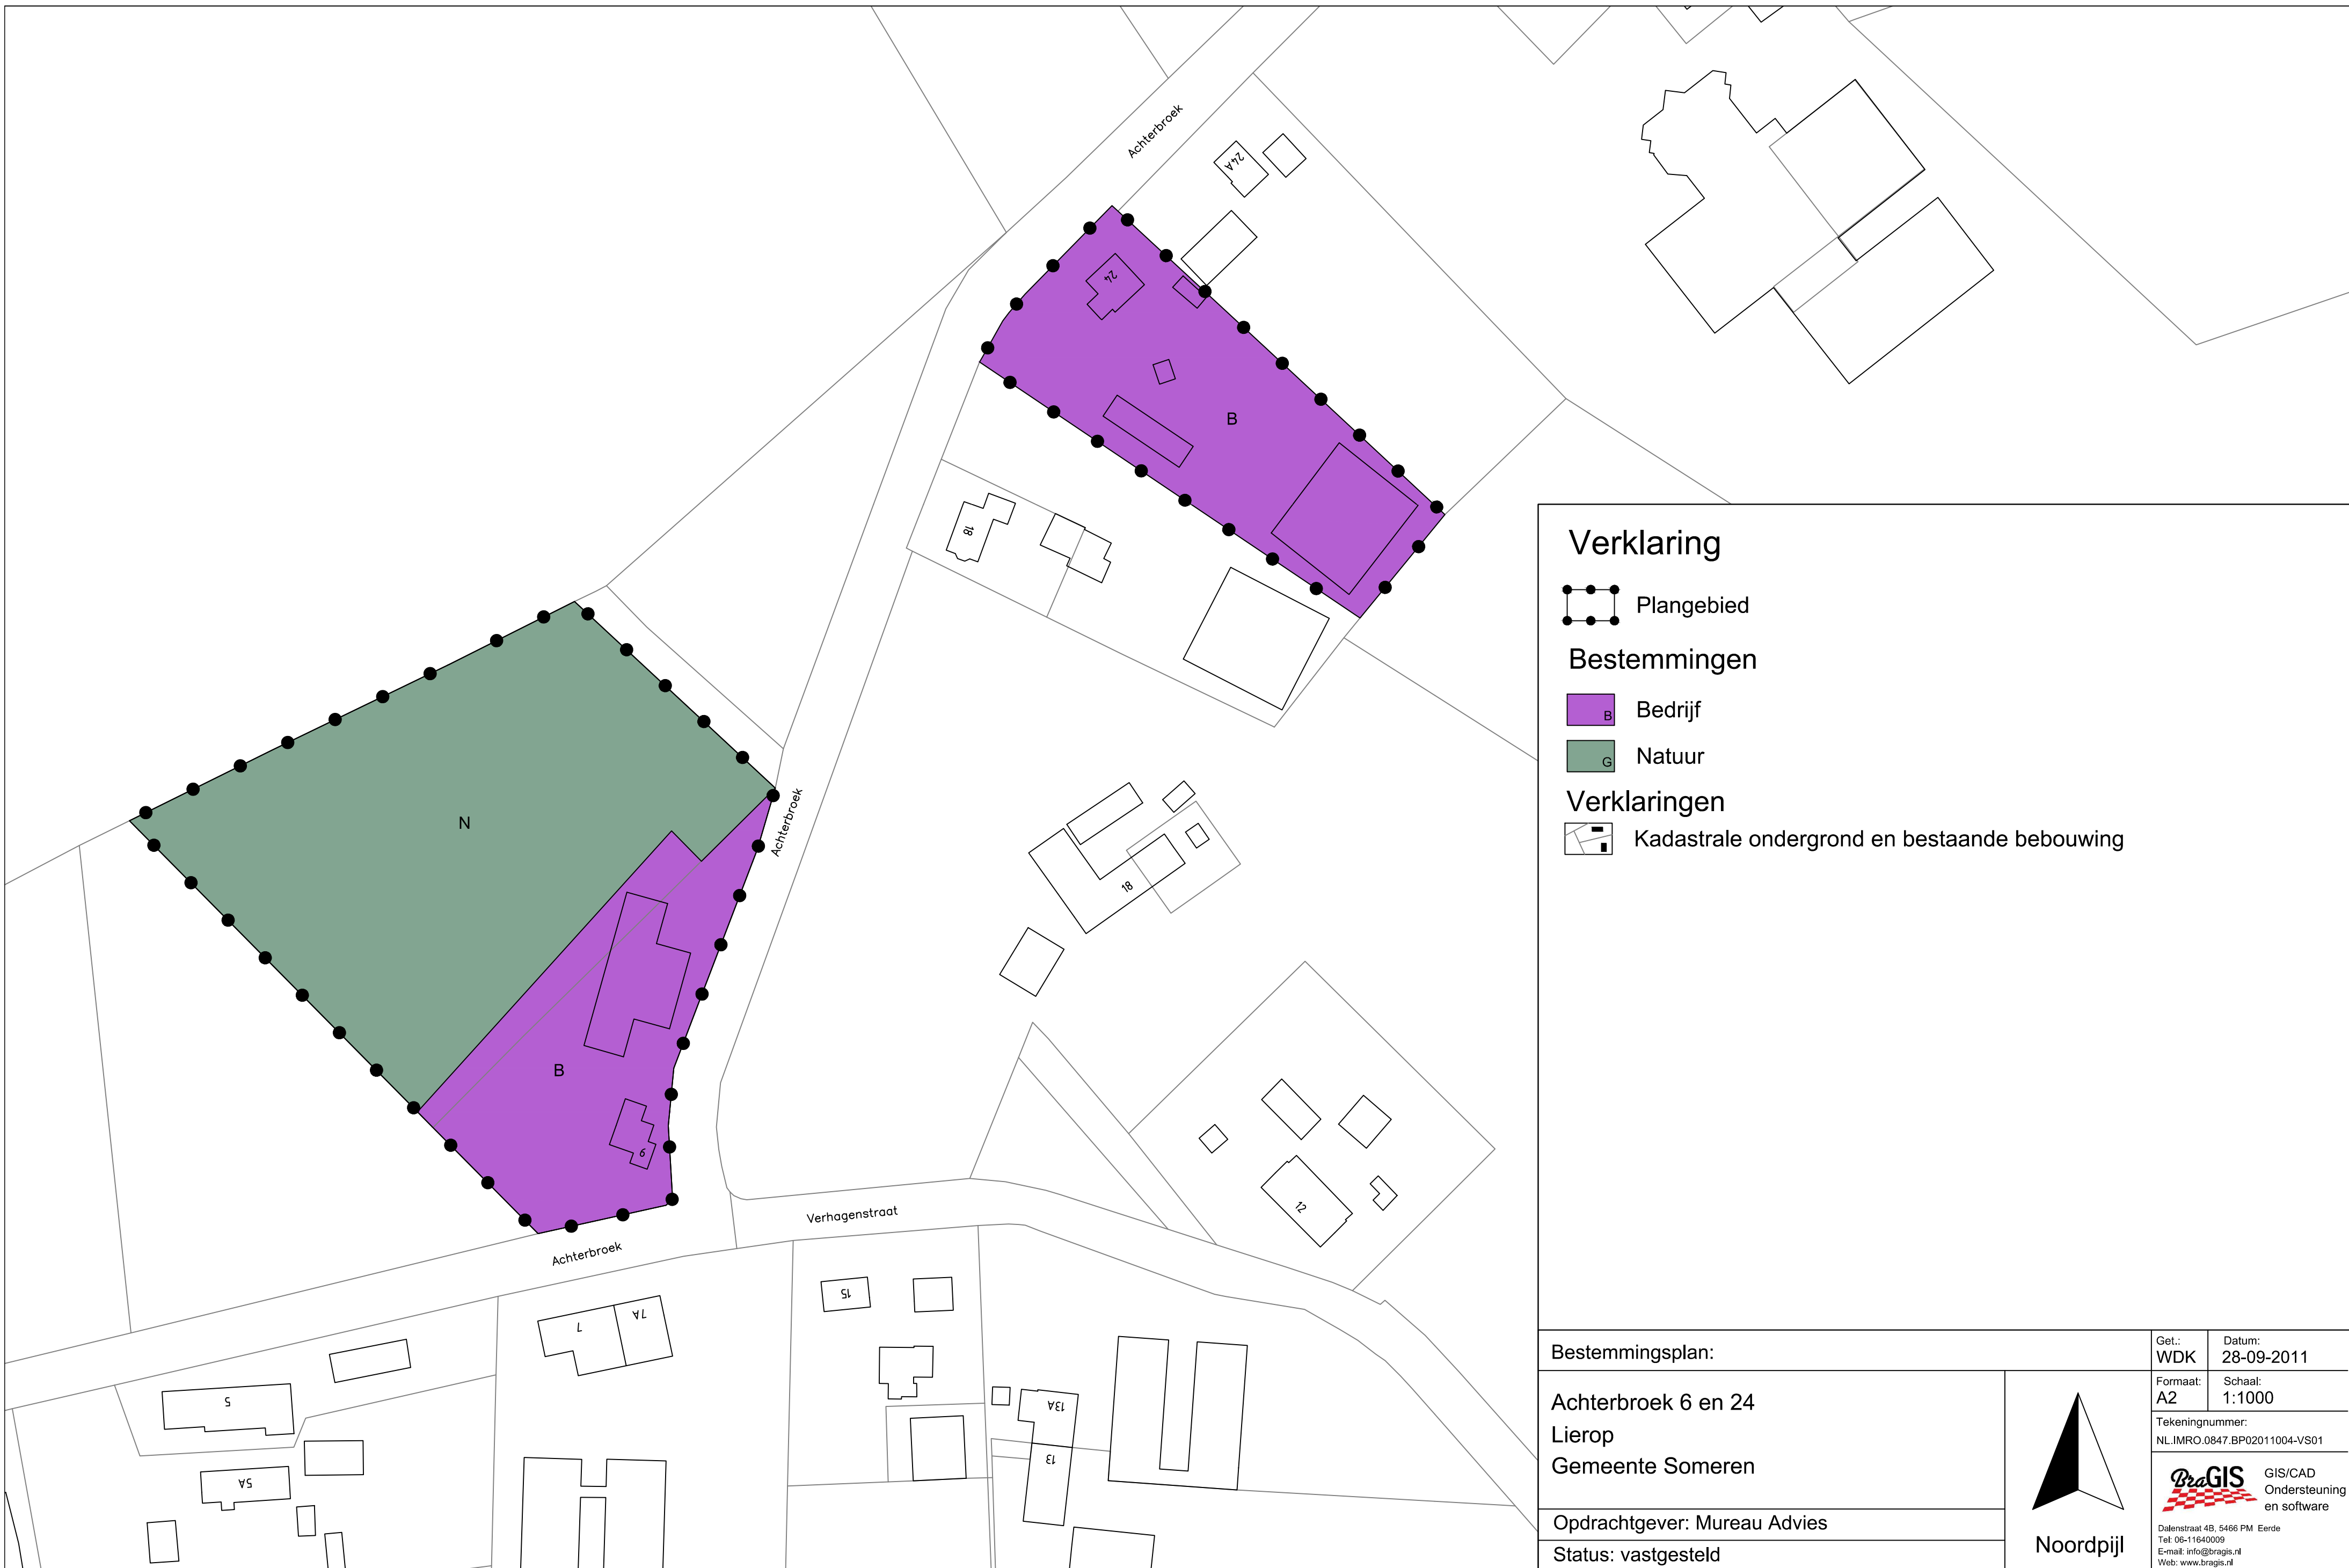 Achterbroek
24A
24
B
18
N
Achterbroek
18
B
6
12
Verhagenstraat
Achterbroek
15
7
7A
5
13A
13
5A
Verklaring
Plangebied
Bestemmingen
B
Bedrijf
G
Natuur
Verklaringen
Kadastrale ondergrond en bestaande bebouwing
Bestemmingsplan:
Get.:
WDK
Datum:
28-09-2011
Achterbroek 6 en 24
Lierop
Gemeente Someren
Formaat:
A2
Schaal:
1:1000
Tekeningnummer:
NL.IMRO.0847.BP02011004-VS01
BraGIS
GIS/CAD
Ondersteuning
en software
Dalenstraat 4B, 5466 PM Eerde
Tel: 06-11640009
E-mail: info@bragis.nl
Web: www.bragis.nl
Noordpijl
Opdrachtgever: Mureau Advies
Status: vastgesteld